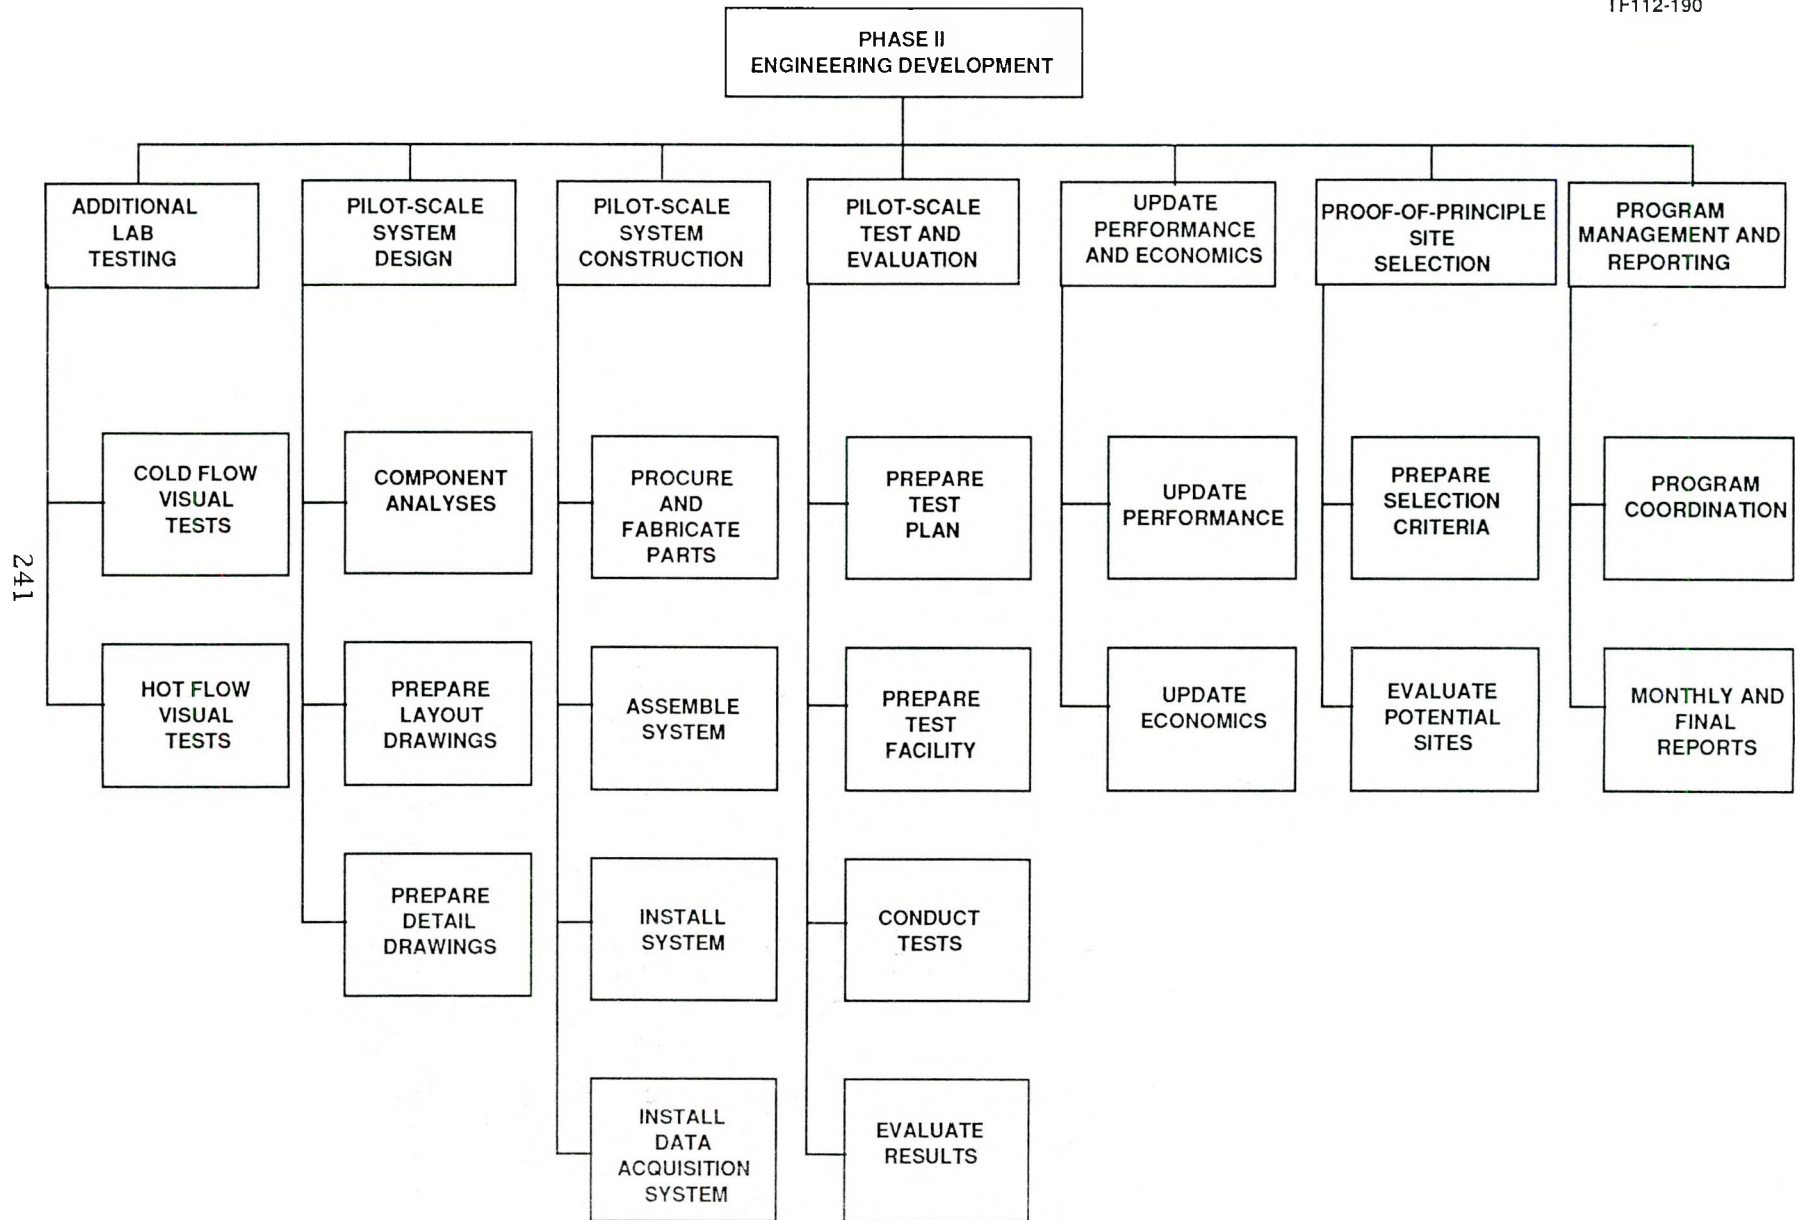 TF112-190
PHASE II
ENGINEERING DEVELOPMENT
ADDITIONAL
LAB
TESTING
PILOT-SCALE
SYSTEM
DESIGN
PILOT-SCALE
SYSTEM
CONSTRUCTION
PILOT-SCALE
TEST AND
EVALUATION
UPDATE
PERFORMANCE
AND ECONOMICS
PROOF-OF-PRINCIPLE
SITE
SELECTION
PROGRAM
MANAGEMENT AND
REPORTING
COLD FLOW
VISUAL
TESTS
COMPONENT
ANALYSES
PROCURE
AND
FABRICATE
PARTS
PREPARE
TEST
PLAN
UPDATE
PERFORMANCE
PREPARE
SELECTION
CRITERIA
PROGRAM
COORDINATION
HOT FLOW
VISUAL
TESTS
PREPARE
LAYOUT
DRAWINGS
ASSEMBLE
SYSTEM
PREPARE
TEST
FACILITY
UPDATE
ECONOMICS
EVALUATE
POTENTIAL
SITES
MONTHLY AND
FINAL
REPORTS
PREPARE
DETAIL
DRAWINGS
INSTALL
SYSTEM
CONDUCT
TESTS
INSTALL
DATA
ACQUISITION
SYSTEM
EVALUATE
RESULTS
241